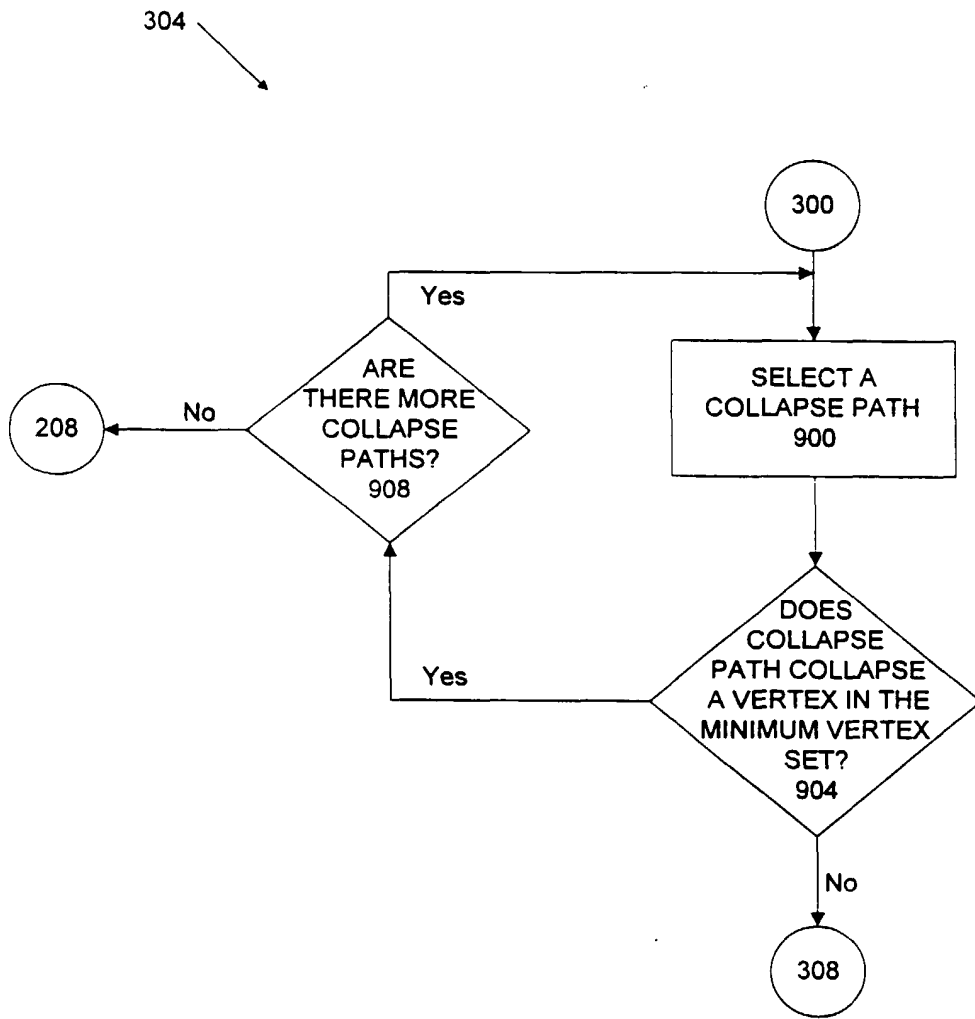 304
300
Yes
ARE
THERE MORE
COLLAPSE
PATHS?
908
No
208
SELECT A
COLLAPSE PATH
900
DOES
COLLAPSE
PATH COLLAPSE
A VERTEX IN THE
MINIMUM VERTEX
SET?
904
Yes
No
308